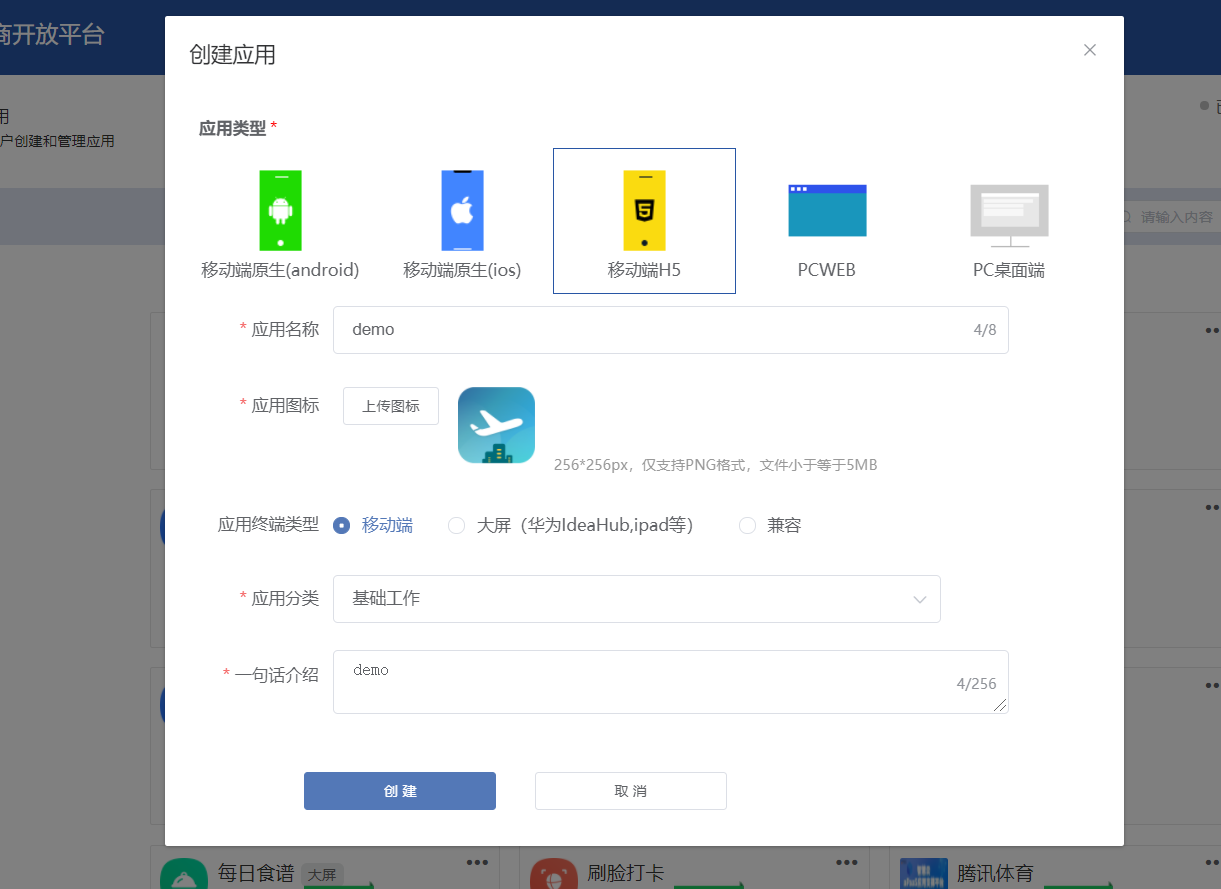 商开放平台
创建应用
用
户创建和管理应用
应用类型 *
请输入内容
移动端原生(android)
移动端原生(ios)
移动端H5
PCWEB
PC桌面端
* 应用名称
demo
4/8
* 应用图标
上传图标
256*256px，仅支持PNG格式，文件小于等于5MB
应用终端类型
移动端
大屏（华为IdeaHub,ipad等）
兼容
* 应用分类
基础工作
* 一句话介绍
demo
4/256
创 建
取 消
每日食谱
大屏
刷脸打卡
腾讯体育